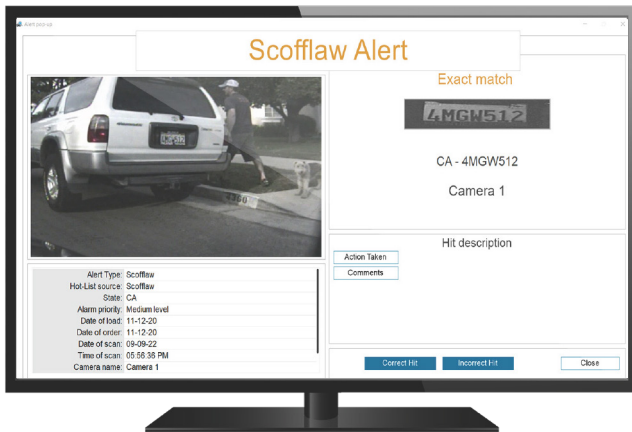 Alert pop-up
Scofflaw Alert
4MGW512
4360
Exact match
4MGW512
CA - 4MGW512
Camera 1
Alert Type: Scofflaw
Hot-List source: Scofflaw
State: CA
Alarm priority: Medium level
Date of load: 11-12-20
Date of order: 11-12-20
Date of scan: 09-09-22
Time of scan: 05:56:36 PM
Camera name: Camera 1
Hit description
Action Taken
Comments
Correct Hit
Incorrect Hit
Close